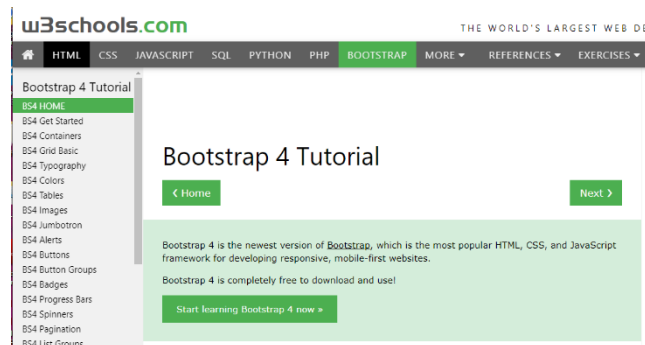 w3schools.com
THE WORLD'S LARGEST WEB
HTML CSS JAVASCRIPT SQL PYTHON PHP BOOTSTRAP MORE REFERENCES EXERCISES
Bootstrap 4 Tutorial
BS4 HOME
BS4 Get Started
BS4 Containers
BS4 Grid Basic
BS4 Typography
BS4 Colors
BS4 Tables
BS4 Images
BS4 Jumbotron
BS4 Alerts
BS4 Buttons
BS4 Button Groups
BS4 Badges
BS4 Progress Bars
BS4 Spinners
BS4 Pagination
BS4 List Groups
Bootstrap 4 Tutorial
❮ Home
Next ❯
Bootstrap 4 is the newest version of Bootstrap, which is the most popular HTML, CSS, and JavaScript
framework for developing responsive, mobile-first websites.
Bootstrap 4 is completely free to download and use!
Start learning Bootstrap 4 now »